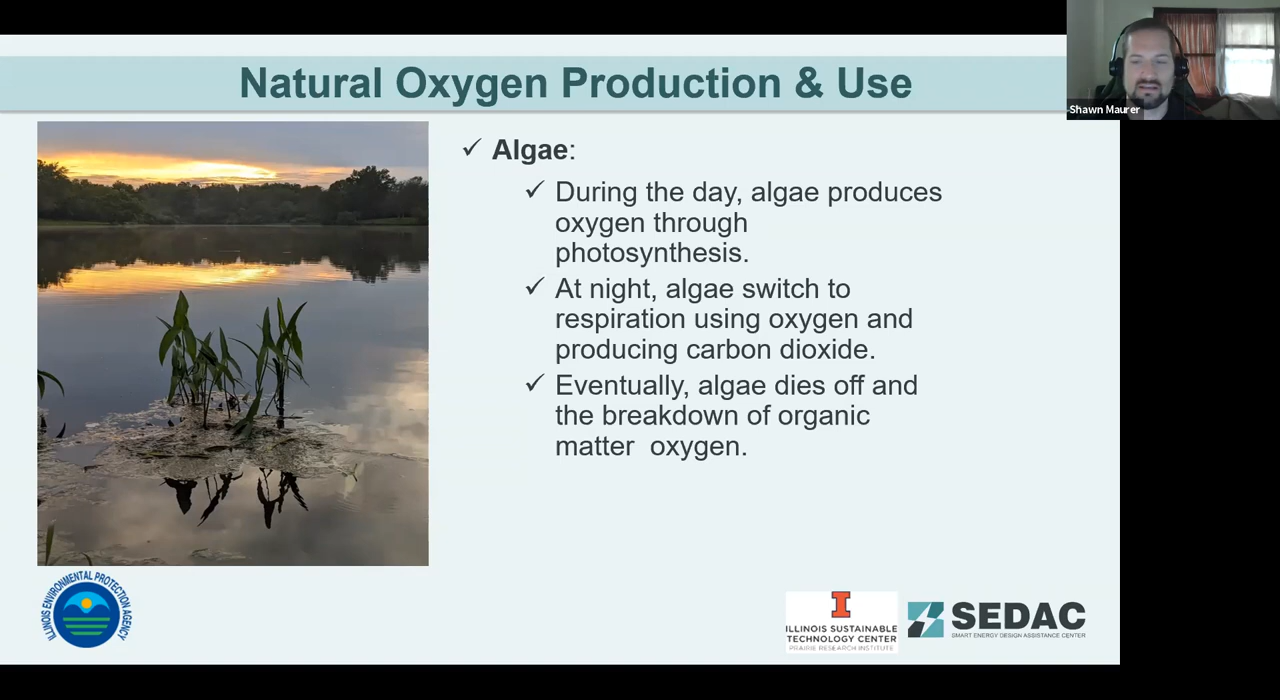 Natural Oxygen Production & Use
Shawn Maurer
✓ Algae:
✓ During the day, algae produces
oxygen through
photosynthesis.
✓ At night, algae switch to
respiration using oxygen and
producing carbon dioxide.
✓ Eventually, algae dies off and
the breakdown of organic
matter  oxygen.
ILLINOIS ENVIRONMENTAL PROTECTION AGENCY
I
ILLINOIS SUSTAINABLE
TECHNOLOGY CENTER
PRAIRIE RESEARCH INSTITUTE
SEDAC
SMART ENERGY DESIGN ASSISTANCE CENTER